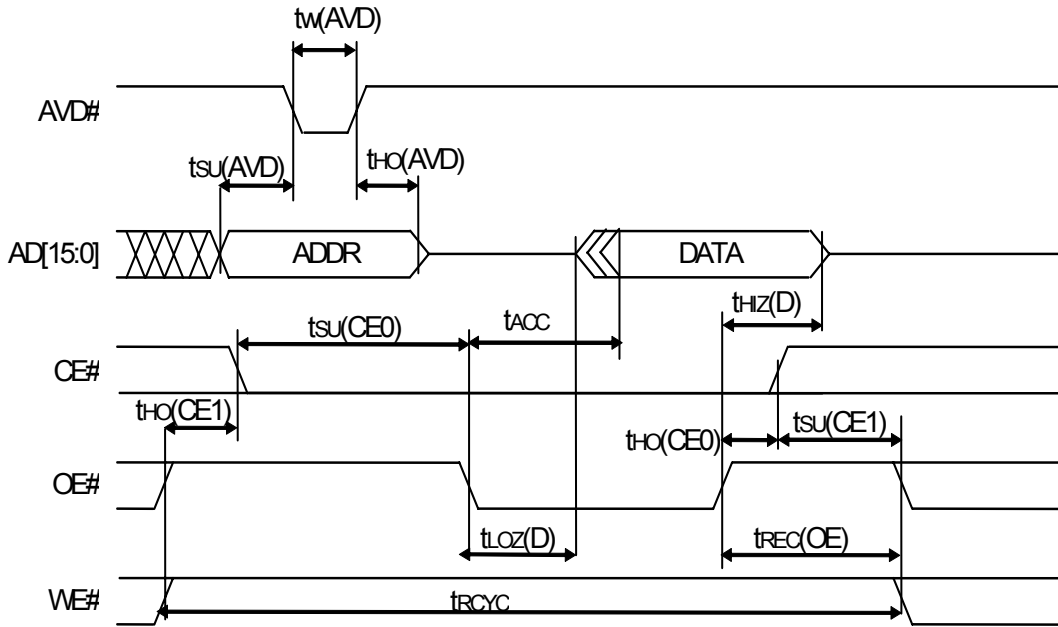 tw(AVD)
AVD#
tSU(AVD)
tHO(AVD)
AD[15:0]
ADDR
DATA
tHIZ(D)
tSU(CE0)
tACC
CE#
tHO(CE1)
tHO(CE0)
tSU(CE1)
OE#
tLOZ(D)
tREC(OE)
WE#
tRCYC